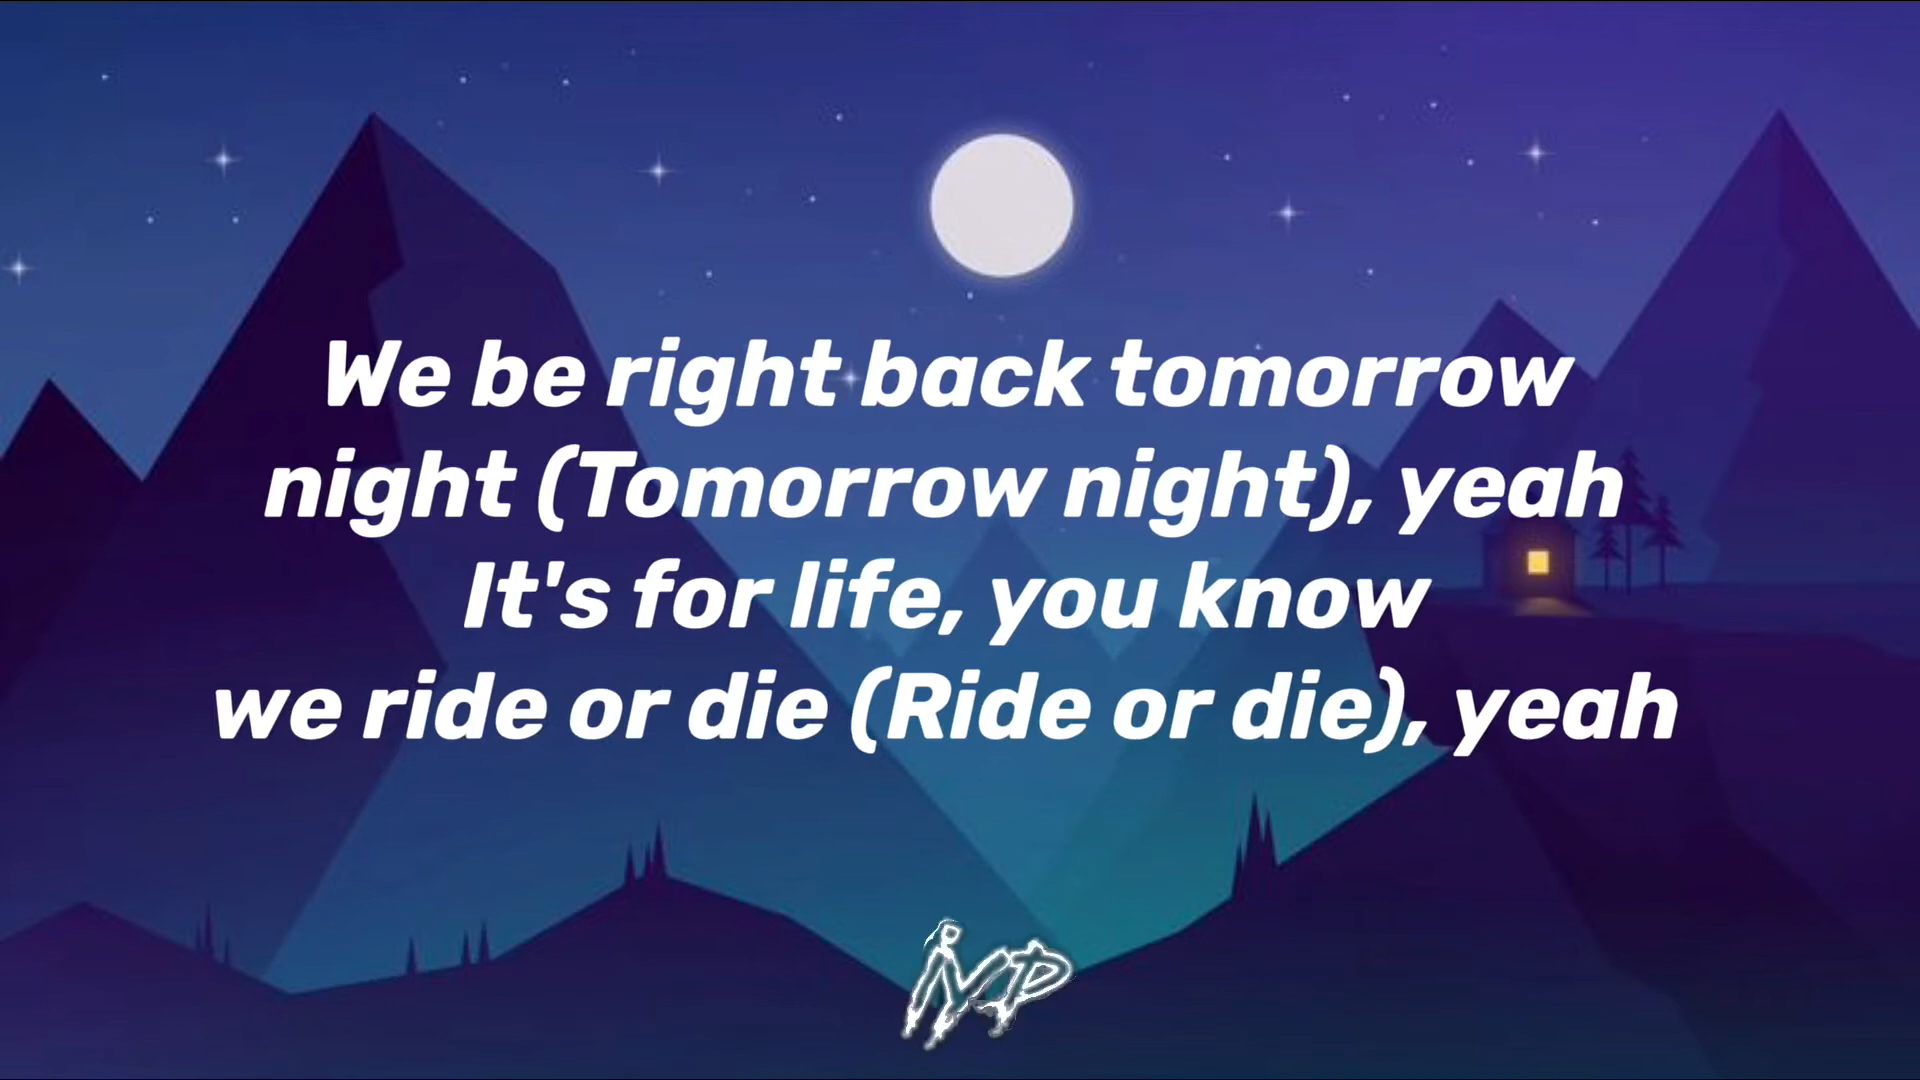 We be right back tomorrow
night (Tomorrow night), yeah
It's for life, you know
we ride or die (Ride or die), yeah